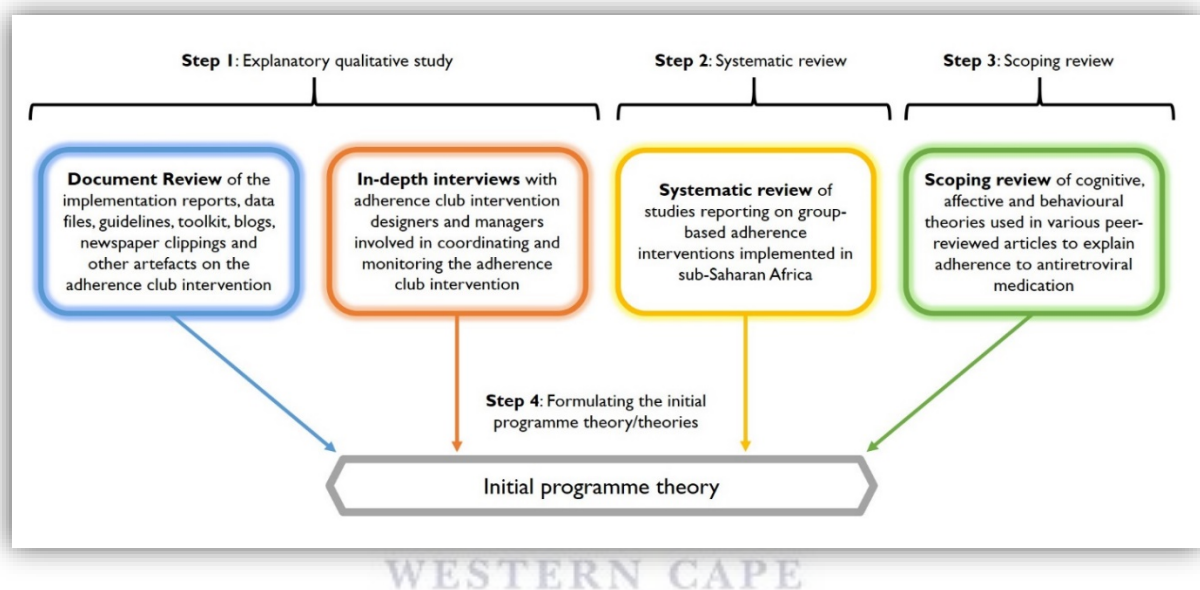 Step 1: Explanatory qualitative study
Step 2: Systematic review
Step 3: Scoping review
Document Review of the
implementation reports, data
files, guidelines, toolkit, blogs,
newspaper clippings and
other artefacts on the
adherence club intervention
In-depth interviews with
adherence club intervention
designers and managers
involved in coordinating and
monitoring the adherence
club intervention
Systematic review of
studies reporting on group-
based adherence
interventions implemented in
sub-Saharan Africa
Scoping review of cognitive,
affective and behavioural
theories used in various peer-
reviewed articles to explain
adherence to antiretroviral
medication
Step 4: Formulating the initial
programme theory/theories
Initial programme theory
WESTERN CAPE